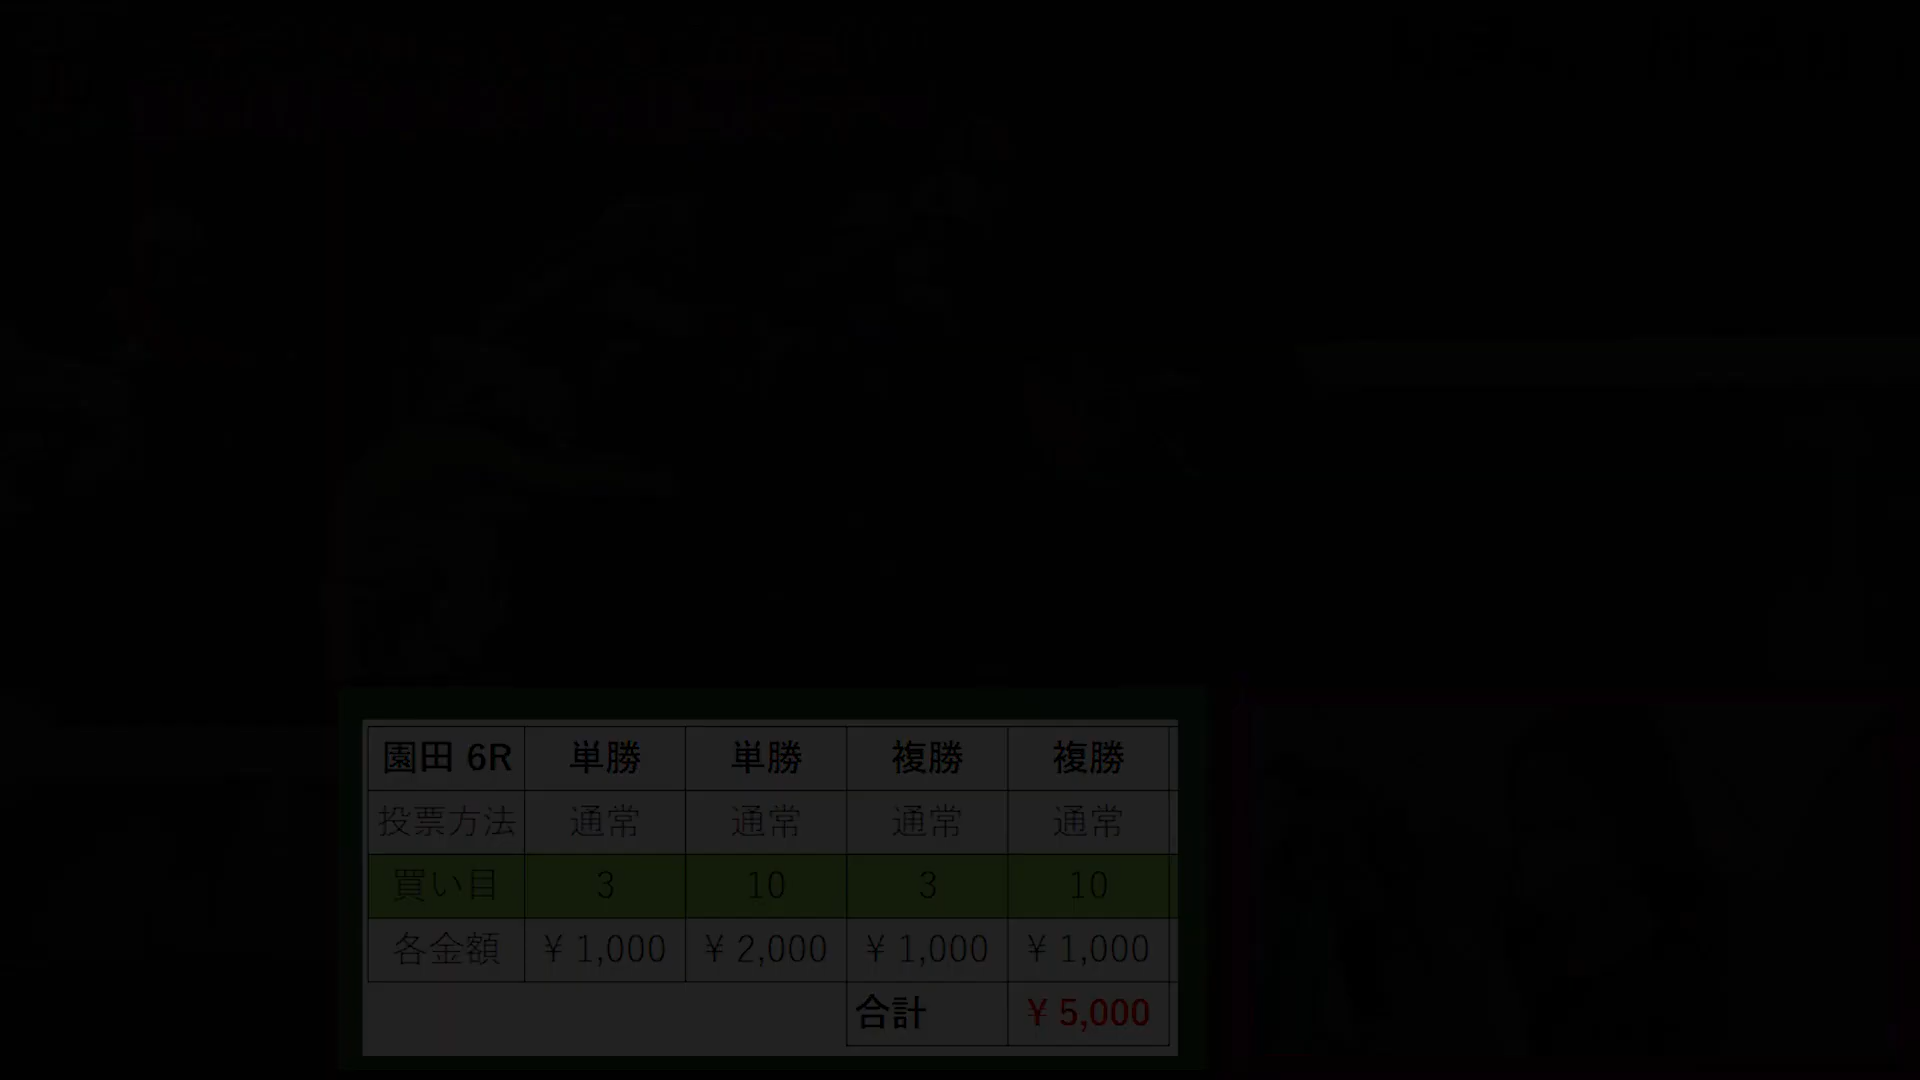 園田 6R 単勝 単勝 複勝 複勝
投票方法 通常 通常 通常 通常
買い目 3 10 3 10
各金額 ¥ 1,000 ¥ 2,000 ¥ 1,000 ¥ 1,000
合計 ¥ 5,000